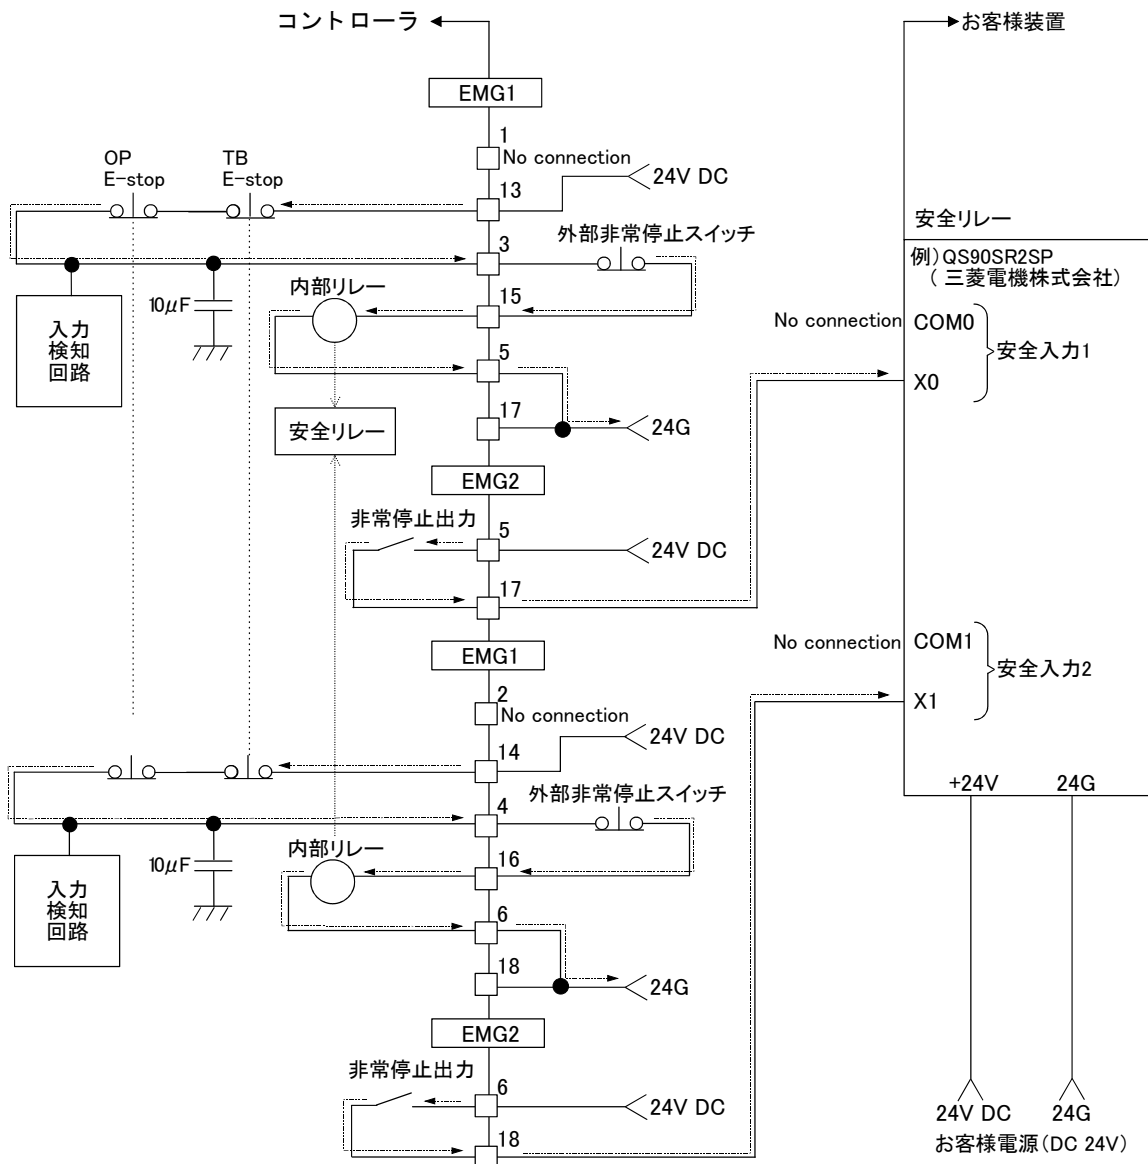 コントローラ
お客様装置
EMG1
1
No connection
OP
E-stop
TB
E-stop
24V DC
13
安全リレー
外部非常停止スイッチ
3
例)QS90SR2SP
(三菱電機株式会社)
内部リレー
10μF
15
入力
検知
回路
No connection
COM0
安全入力1
X0
5
17
24G
安全リレー
EMG2
非常停止出力
5
24V DC
17
EMG1
No connection
COM1
安全入力2
X1
2
No connection
24V DC
14
+24V
24G
外部非常停止スイッチ
4
内部リレー
10μF
16
入力
検知
回路
6
18
24G
EMG2
非常停止出力
6
24V DC
18
24V DC
24G
お客様電源(DC 24V)